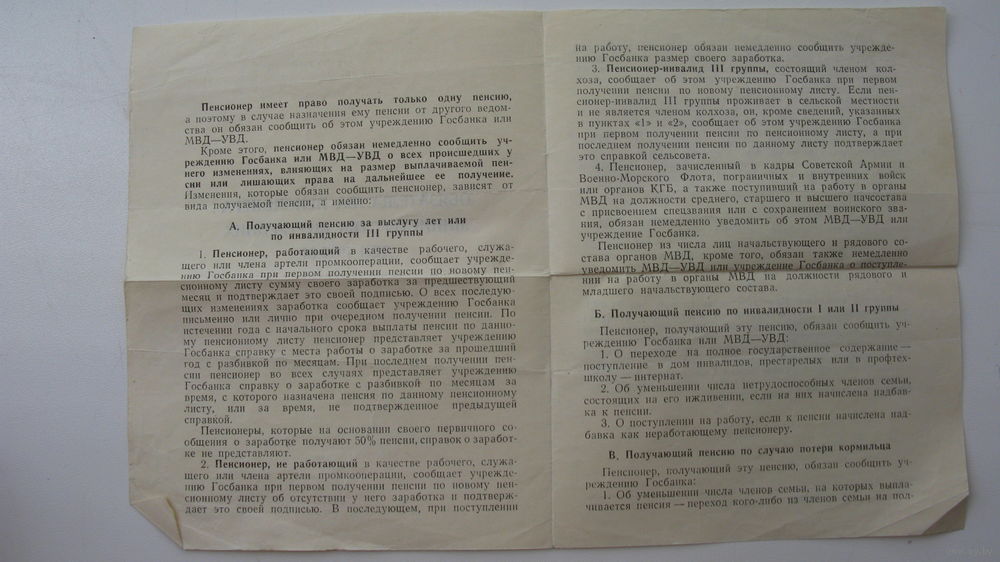 Пенсионер имеет право получать только одну пенсию,
а поэтому в случае назначения ему пенсии от другого ведом-
ства он обязан сообщить об этом учреждению Госбанка или
МВД—УВД.
Кроме этого, пенсионер обязан немедленно сообщить уч-
реждению Госбанка или МВД—УВД о всех происшедших у
него изменениях, влияющих на размер выплачиваемой пен-
сии или лишающих права на дальнейшее ее получение.
Изменения, которые обязан сообщить пенсионер, зависят от
вида получаемой пенсии, а именно:
А. Получающий пенсию за выслугу лет или
по инвалидности III группы
1. Пенсионер, работающий в качестве рабочего, служа-
щего или члена артели промкооперации, сообщает учрежде-
нию Госбанка при первом получении пенсии по новому пен-
сионному листу сумму своего заработка за предшествующий
месяц и подтверждает это своей подписью. О всех последую-
щих изменениях заработка сообщает учреждению Госбанка
письменно или лично при очередном получении пенсии. По
истечении года с начального срока выплаты пенсии по данно-
му пенсионному листу пенсионер представляет учреждению
Госбанка справку с места работы о заработке за прошедший
год с разбивкой по месяцам. При последнем получении пен-
сии пенсионер во всех случаях представляет учреждению
Госбанка справку о заработке с разбивкой по месяцам за
время, с которого назначена пенсия по данному пенсионному
листу, или за время, не подтвержденное предыдущей
справкой.
Пенсионеры, которые на основании своего первичного со-
общения о заработке получают 50% пенсии, справок о заработ-
ке не представляют.
2. Пенсионер, не работающий в качестве рабочего, служа-
щего или члена артели промкооперации, сообщает учрежде-
нию Госбанка при первом получении пенсии по новому пен-
сионному листу об отсутствии у него заработка и подтверж-
дает это своей подписью. В последующем, при поступлении
на работу, пенсионер обязан немедленно сообщить учрежде-
нию Госбанка размер своего заработка.
3. Пенсионер-инвалид III группы, состоящий членом кол-
хоза, сообщает об этом учреждению Госбанка при первом
получении пенсии по новому пенсионному листу. Если пен-
сионер-инвалид III группы проживает в сельской местности
и не является членом колхоза, он, кроме сведений, указанных
в пунктах «1» и «2», сообщает об этом учреждению Госбанка
при первом получении пенсии по пенсионному листу, а при
последнем получении пенсии по данному листу подтверждает
это справкой сельсовета.
4. Пенсионер, зачисленный в кадры Советской Армии и
Военно-Морского Флота, пограничных и внутренних войск
или органов КГБ, а также поступивший на работу в органы
МВД на должности среднего, старшего и высшего начсостава
с присвоением спецзвания или с сохранением воинского зва-
ния, обязан немедленно уведомить об этом МВД—УВД или
учреждение Госбанка.
Пенсионер из числа лиц начальствующего и рядового со-
става органов МВД, кроме того, обязан также немедленно
уведомить МВД—УВД или учреждение Госбанка о поступле-
нии на работу в органы МВД на должности рядового и
младшего начальствующего состава.
Б. Получающий пенсию по инвалидности I или II группы
Пенсионер, получающий эту пенсию, обязан сообщить уч-
реждению Госбанка или МВД—УВД:
1. О переходе на полное государственное содержание —
поступление в дом инвалидов, престарелых или в профтех-
школу — интернат.
2. Об уменьшении числа нетрудоспособных членов семьи,
состоящих на его иждивении, если на них начислена надбав-
ка к пенсии.
3. О поступлении на работу, если к пенсии начислена над-
бавка как неработающему пенсионеру.
В. Получающий пенсию по случаю потери кормильца
Пенсионер, получающий эту пенсию, обязан сообщить уч-
реждению Госбанка:
1. Об уменьшении числа членов семьи, на которых выпла-
чивается пенсия — переход кого-либо из членов семьи на пол-